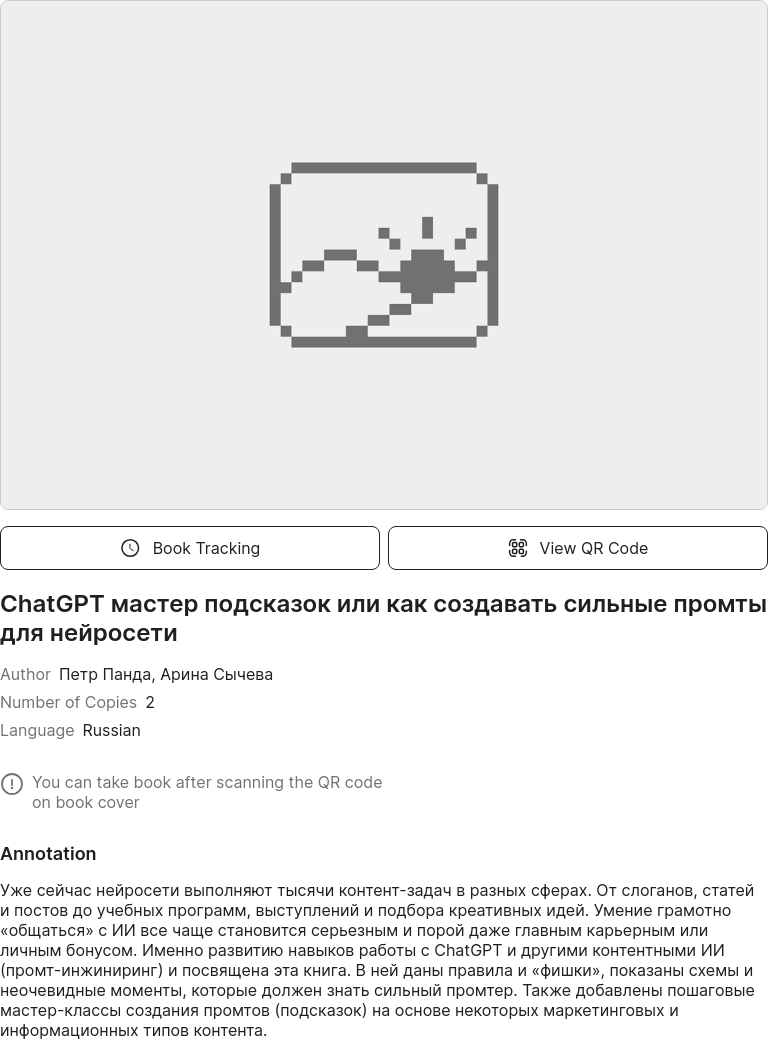 Book Tracking
View QR Code
ChatGPT мастер подсказок или как создавать сильные промты
для нейросети
Author Петр Панда, Арина Сычева
Number of Copies 2
Language Russian
You can take book after scanning the QR code
on book cover
Annotation
Уже сейчас нейросети выполняют тысячи контент-задач в разных сферах. От слоганов, статей
и постов до учебных программ, выступлений и подбора креативных идей. Умение грамотно
«общаться» с ИИ все чаще становится серьезным и порой даже главным карьерным или
личным бонусом. Именно развитию навыков работы с ChatGPT и другими контентными ИИ
(промт-инжиниринг) и посвящена эта книга. В ней даны правила и «фишки», показаны схемы и
неочевидные моменты, которые должен знать сильный промтер. Также добавлены пошаговые
мастер-классы создания промтов (подсказок) на основе некоторых маркетинговых и
информационных типов контента.